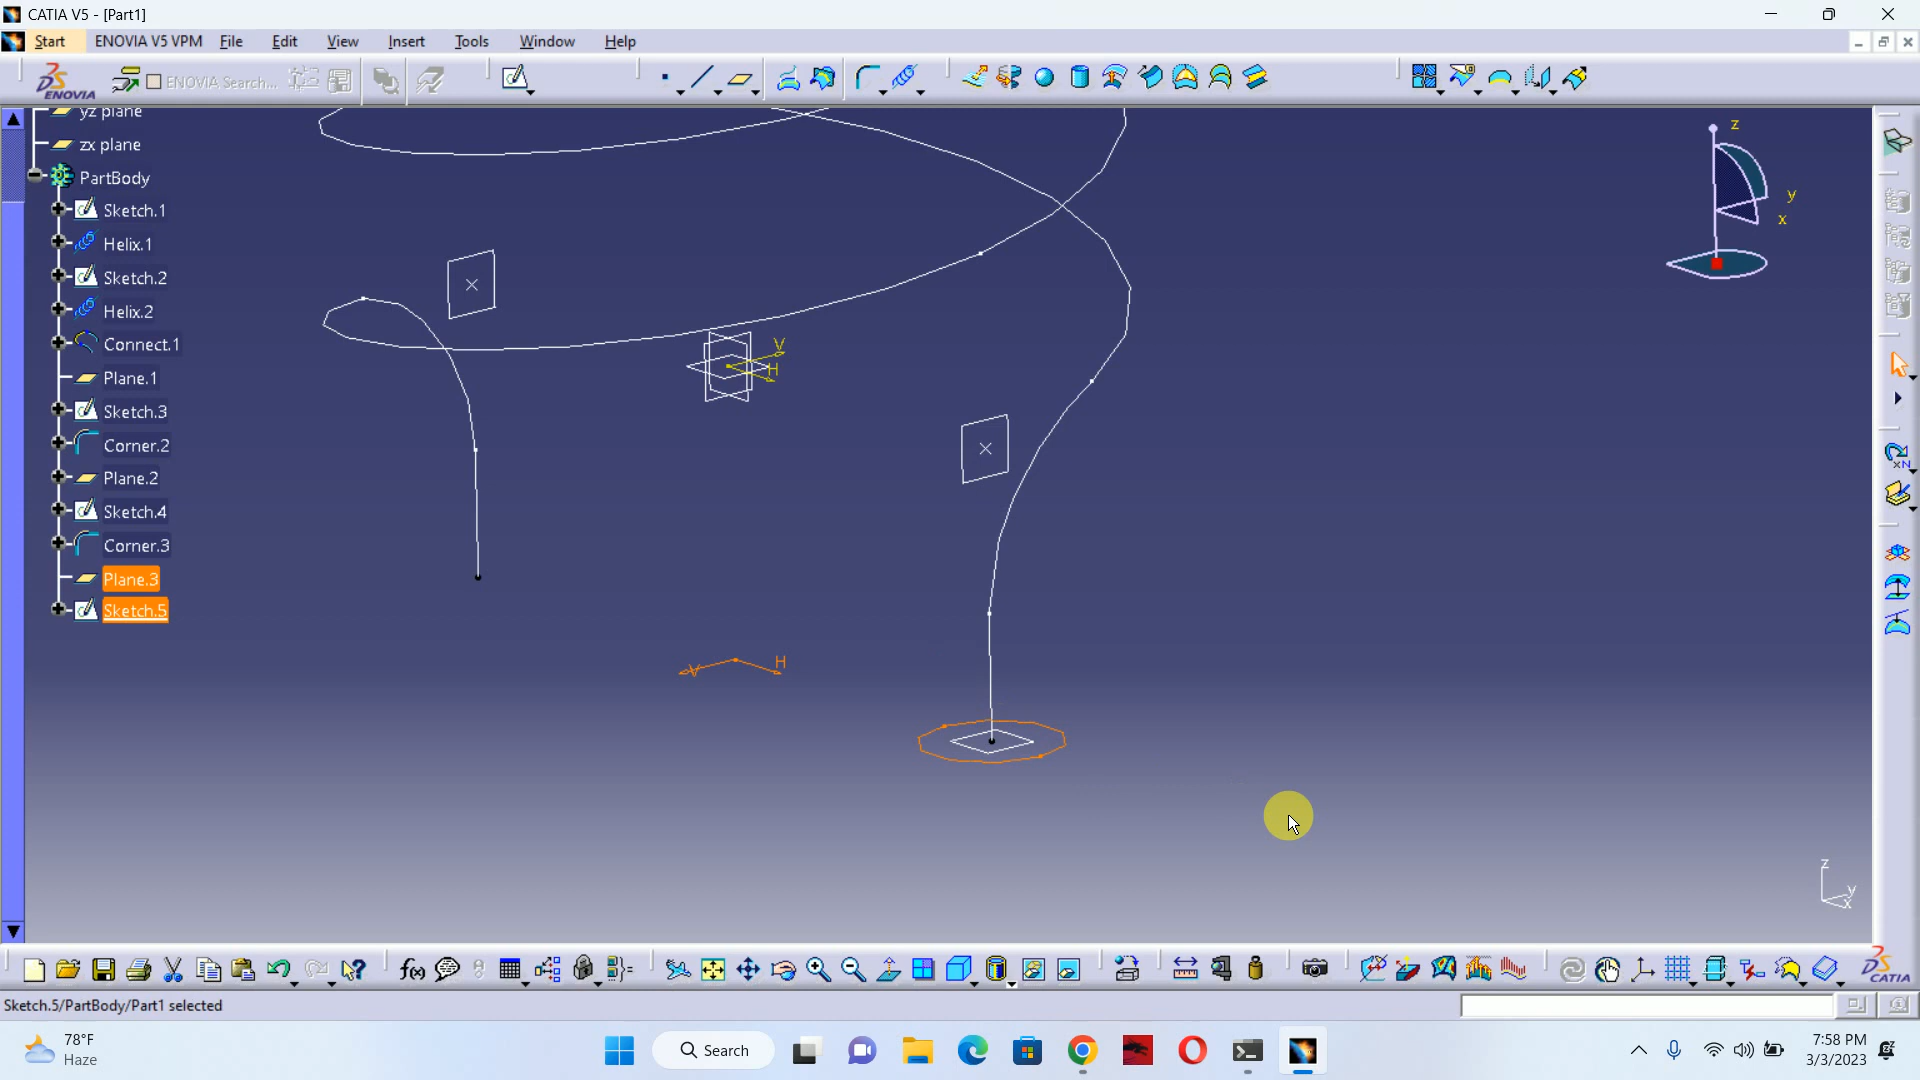 CATIA V5 - [Part1]
Start ENOVIA V5 VPM File Edit View Insert Tools Window Help
ENOVIA
ENOVIA Search...
yz plane
zx plane
PartBody
Sketch.1
Helix.1
Sketch.2
Helix.2
Connect.1
Plane.1
Sketch.3
Corner.2
Plane.2
Sketch.4
Corner.3
Plane.3
Sketch.5
V
H
V
H
z
y
x
z
y
x
xN
f(x)
CATIA
Sketch.5/PartBody/Part1 selected
78°F
Haze
Search
7:58 PM
3/3/2023